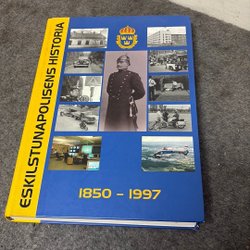 ESKILSTUNAPOLISENS HISTORIA
1850 – 1997